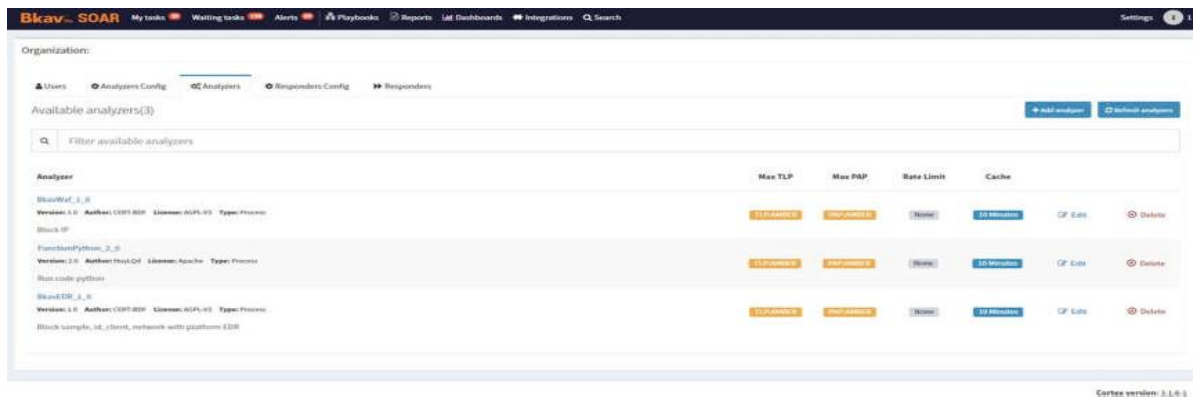 Bkav SOAR My tasks Waiting tasks Alerts Playbooks Reports Dashboards Integrations Search Settings
Organization:
Users Analyzers Config Analyzers Responders Config Responders
Available analyzers(3)
+ Add analyzer Refresh analyzers
Filter available analyzers
Analyzer Max TLP Max PAP Rate Limit Cache
BkavWaf_1_0
Version: 1.0 Author: CERT-BDF License: AGPL-V3 Type: Process
TLP:AMBER PAP:AMBER None 10 Minutes Edit Delete
Block IP
FunctionPython_2_0
Version: 2.0 Author: License: Apache Type: Process
TLP:AMBER PAP:AMBER None 10 Minutes Edit Delete
Run code python
BkavEDR_1_0
Version: 1.0 Author: CERT-BDF License: AGPL-V3 Type: Process
TLP:AMBER PAP:AMBER None 10 Minutes Edit Delete
Block sample, id_client, network with platform EDR
Cortex version: 3.1.6-1